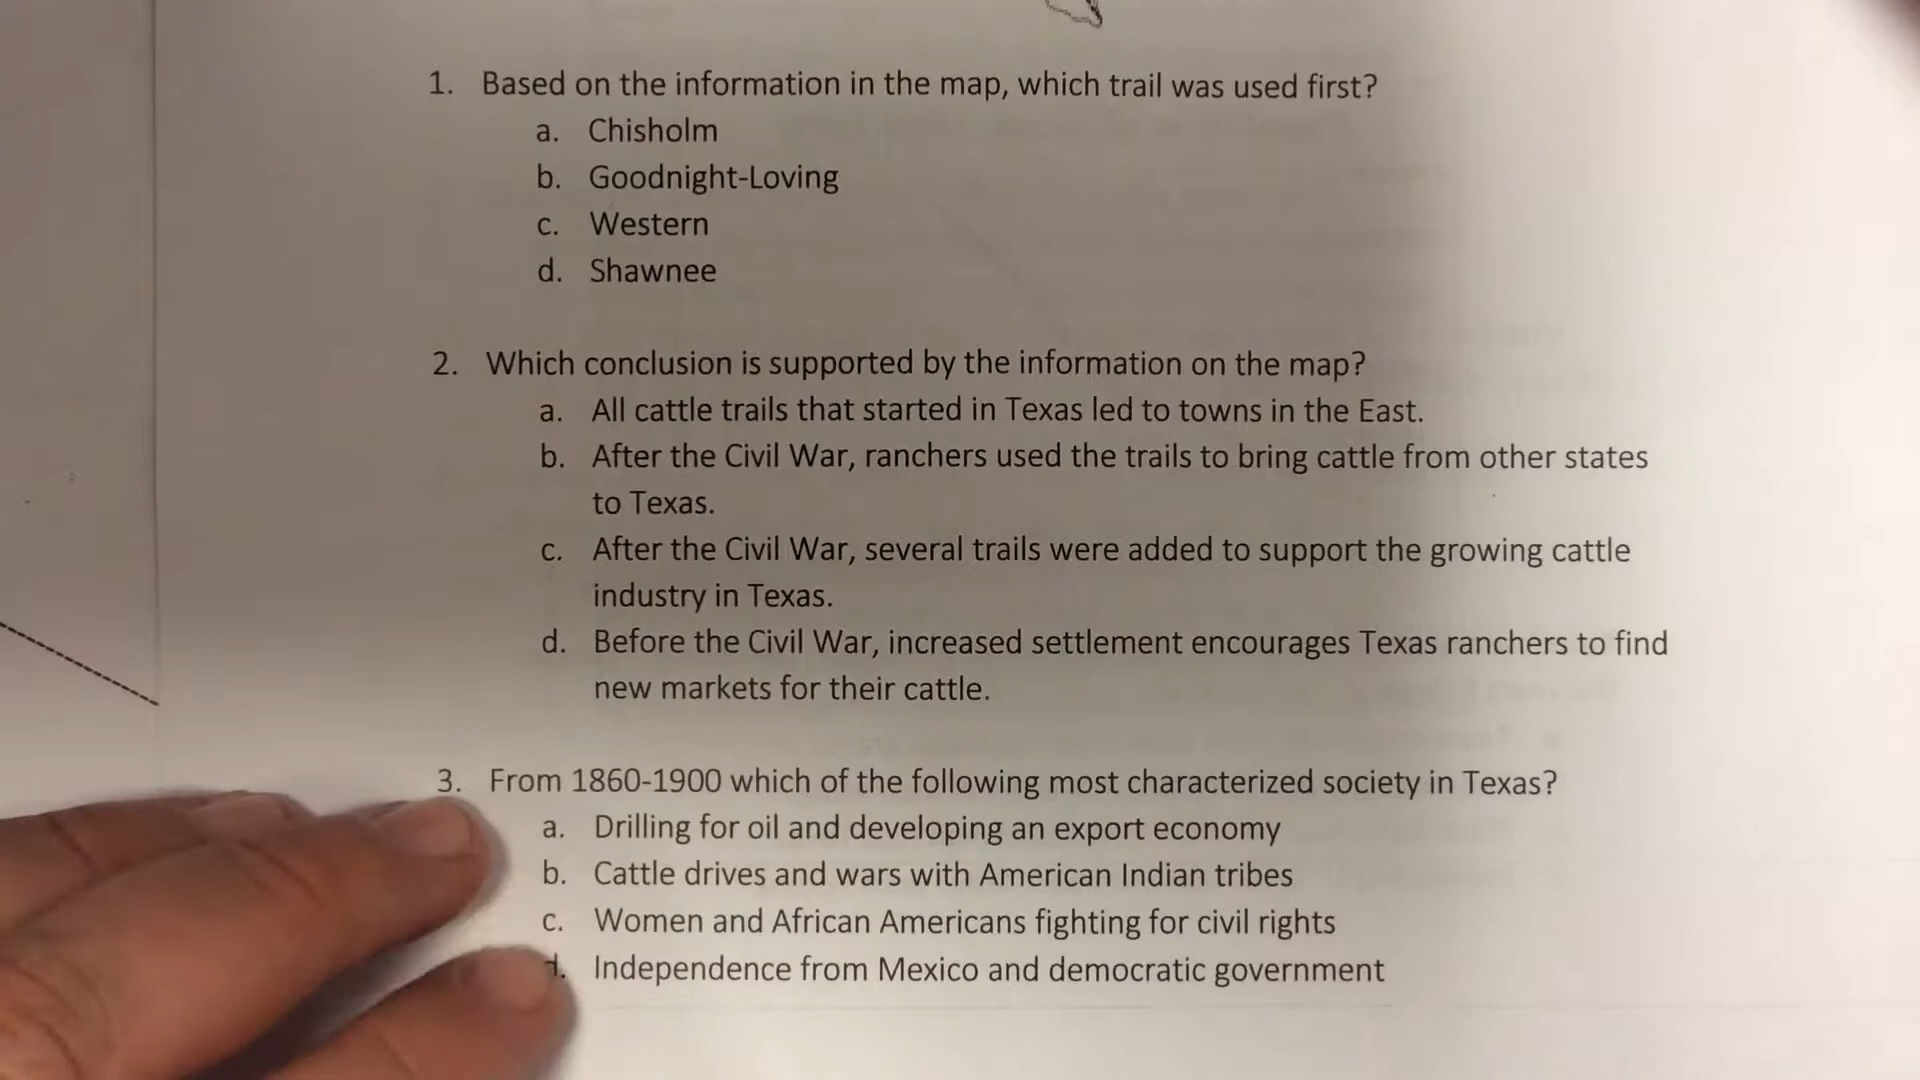 1. Based on the information in the map, which trail was used first?
a. Chisholm
b. Goodnight-Loving
c. Western
d. Shawnee
2. Which conclusion is supported by the information on the map?
a. All cattle trails that started in Texas led to towns in the East.
b. After the Civil War, ranchers used the trails to bring cattle from other states
to Texas.
c. After the Civil War, several trails were added to support the growing cattle
industry in Texas.
d. Before the Civil War, increased settlement encourages Texas ranchers to find
new markets for their cattle.
3. From 1860-1900 which of the following most characterized society in Texas?
a. Drilling for oil and developing an export economy
b. Cattle drives and wars with American Indian tribes
c. Women and African Americans fighting for civil rights
d. Independence from Mexico and democratic government